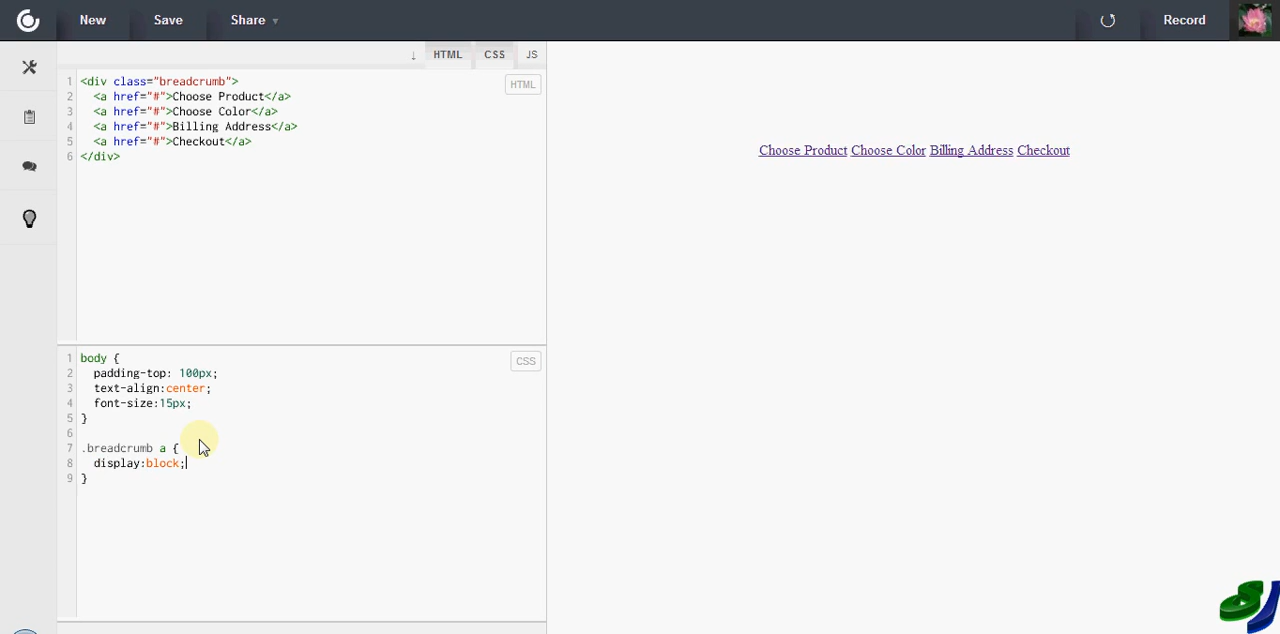 New Save Share Record
HTML CSS JS
HTML
1 <div class="breadcrumb">
2   <a href="#">Choose Product</a>
3   <a href="#">Choose Color</a>
4   <a href="#">Billing Address</a>
5   <a href="#">Checkout</a>
6 </div>
Choose Product Choose Color Billing Address Checkout
CSS
1 body {
2   padding-top: 100px;
3   text-align:center;
4   font-size:15px;
5 }
6
7 .breadcrumb a {
8   display:block;
9 }